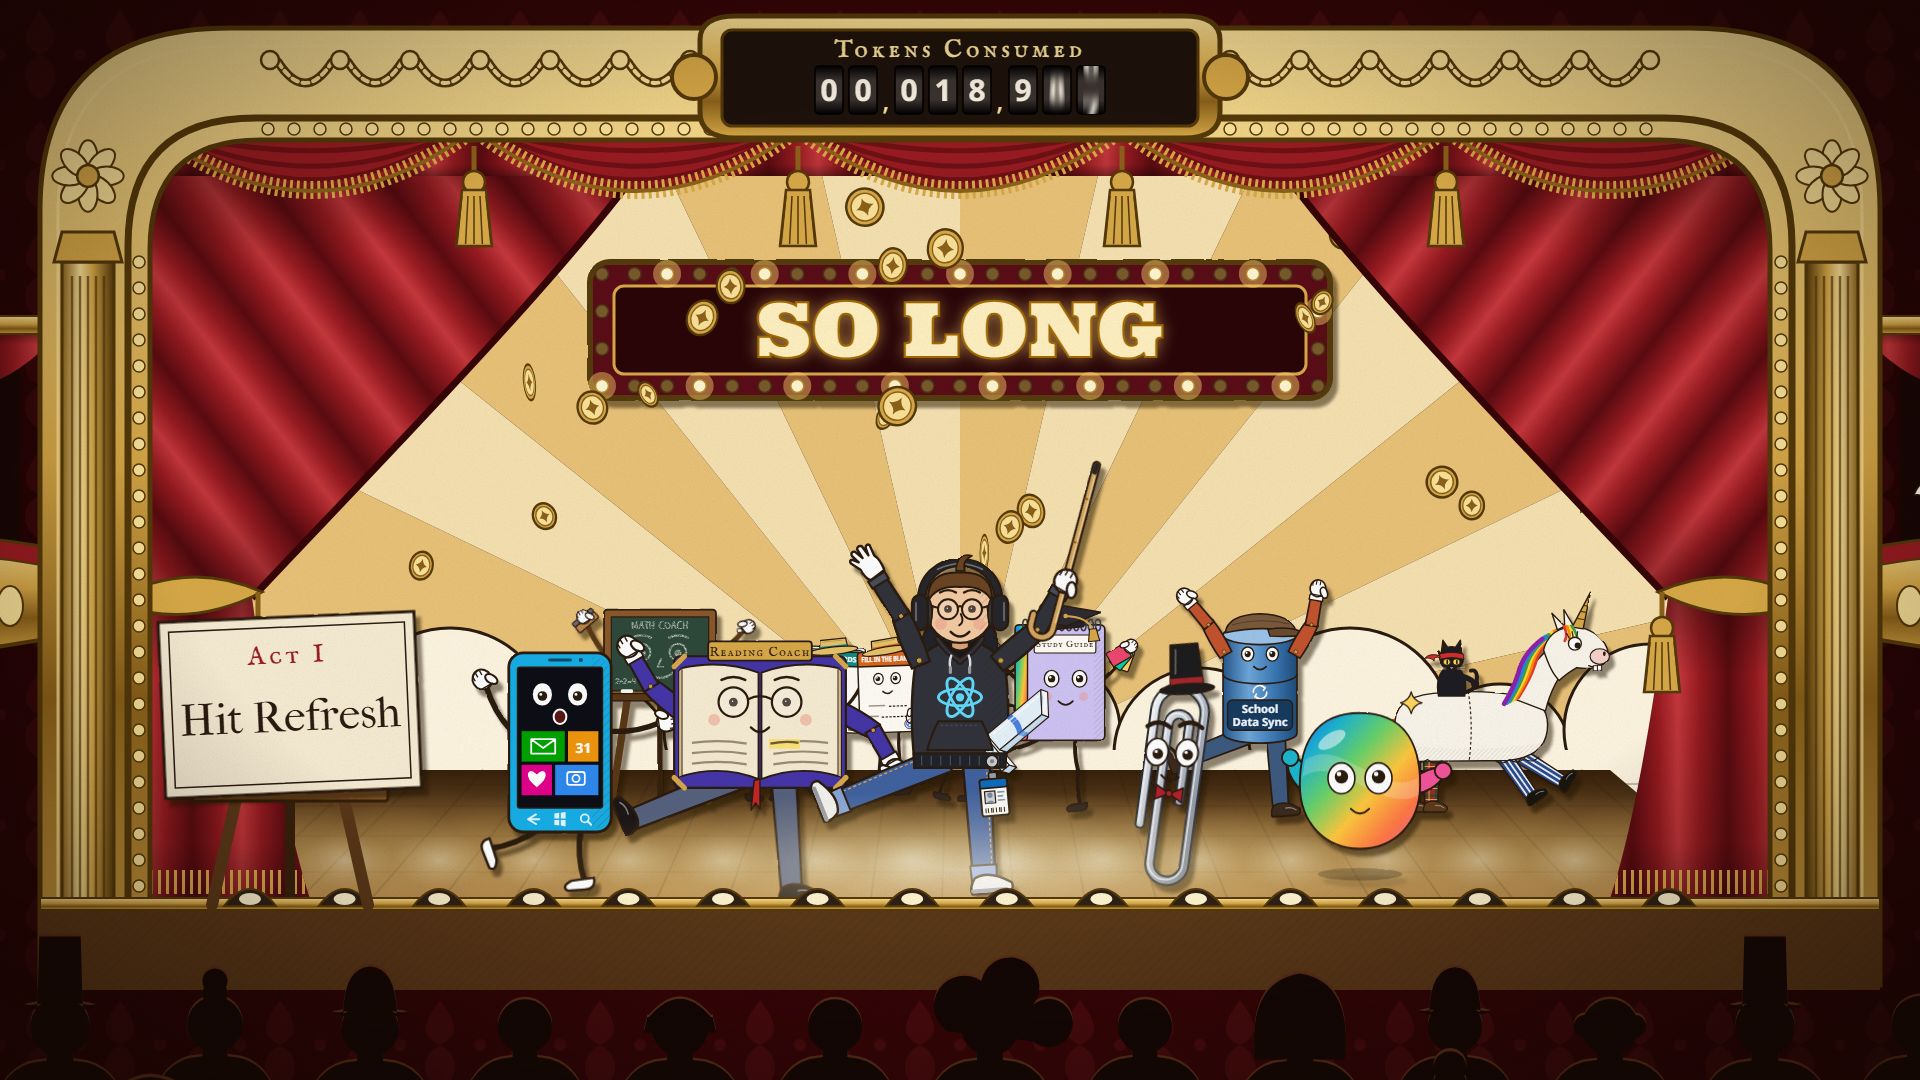 Tokens Consumed
00,018,9
SO LONG
Act I
Hit Refresh
MATH COACH
Reading Coach
FILL IN THE BLA
STUDY GUIDE
31
School
Data Sync